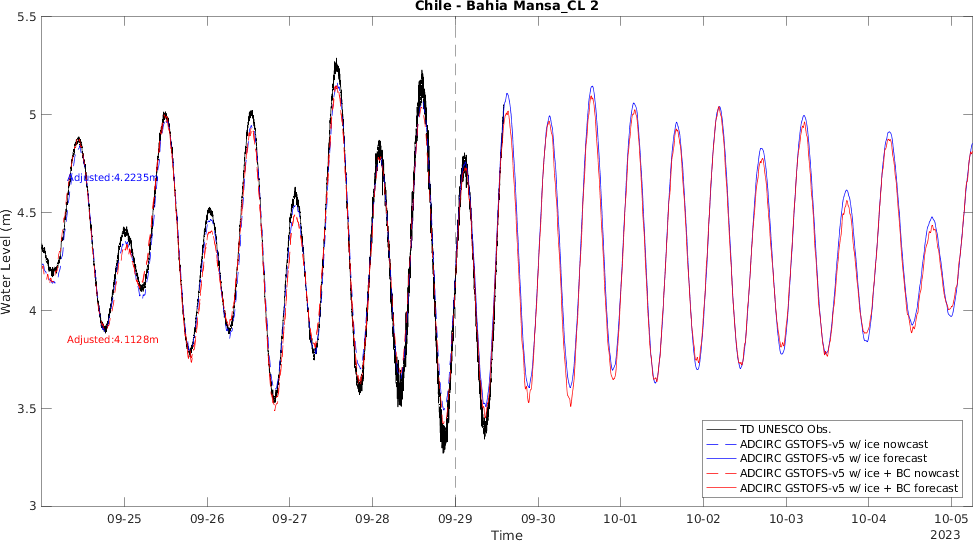 Chile - Bahia Mansa_CL 2
5.5
5
4.5
4
3.5
3
Water Level (m)
Adjusted:4.2235m
Adjusted:4.1128m
TD UNESCO Obs.
ADCIRC GSTOFS-v5 w/ ice nowcast
ADCIRC GSTOFS-v5 w/ ice forecast
ADCIRC GSTOFS-v5 w/ ice + BC nowcast
ADCIRC GSTOFS-v5 w/ ice + BC forecast
09-25 09-26 09-27 09-28 09-29 09-30 10-01 10-02 10-03 10-04 10-05
2023
Time